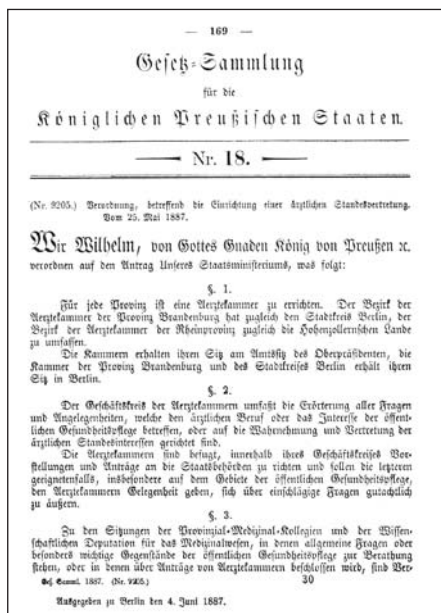 — 169 —
Gesetz-Sammlung
für die
Königlichen Preußischen Staaten.
— Nr. 18. —
(Nr. 9205.) Verordnung, betreffend die Einrichtung einer ärztlichen Standesvertretung.
Vom 25. Mai 1887.
Wir Wilhelm, von Gottes Gnaden König von Preußen ꝛc.
verordnen auf den Antrag Unseres Staatsministeriums, was folgt:
§. 1.
Für jede Provinz ist eine Aerztekammer zu errichten. Der Bezirk der
Aerztekammer der Provinz Brandenburg hat zugleich den Stadtkreis Berlin, der
Bezirk der Aerztekammer der Rheinprovinz zugleich die Hohenzollernschen Lande
zu umfassen.
Die Kammern erhalten ihren Sitz am Amtssitz des Oberpräsidenten, die
Kammer der Provinz Brandenburg und des Stadtkreises Berlin erhält ihren
Sitz in Berlin.
§. 2.
Der Geschäftskreis der Aerztekammern umfaßt die Erörterung aller Fragen
und Angelegenheiten, welche den ärztlichen Beruf oder das Interesse der öffent-
lichen Gesundheitspflege betreffen, oder auf die Wahrnehmung und Vertretung der
ärztlichen Standesinteressen gerichtet sind.
Die Aerztekammern sind befugt, innerhalb ihres Geschäftskreises Vor-
stellungen und Anträge an die Staatsbehörden zu richten und sollen die letzteren
geeignetenfalls, insbesondere auf dem Gebiete der öffentlichen Gesundheitspflege,
den Aerztekammern Gelegenheit geben, sich über einschlägige Fragen gutachtlich
zu äußern.
§. 3.
Zu den Sitzungen der Provinzial-Medizinal-Kollegien und der Wissen-
schaftlichen Deputation für das Medizinalwesen, in denen allgemeine Fragen oder
besonders wichtige Gegenstände der öffentlichen Gesundheitspflege zur Berathung
stehen, oder in denen über Anträge von Aerztekammern beschlossen wird, sind Ver-
Ges. Samml. 1887. (Nr. 9205.) 30
Ausgegeben zu Berlin den 4. Juni 1887.